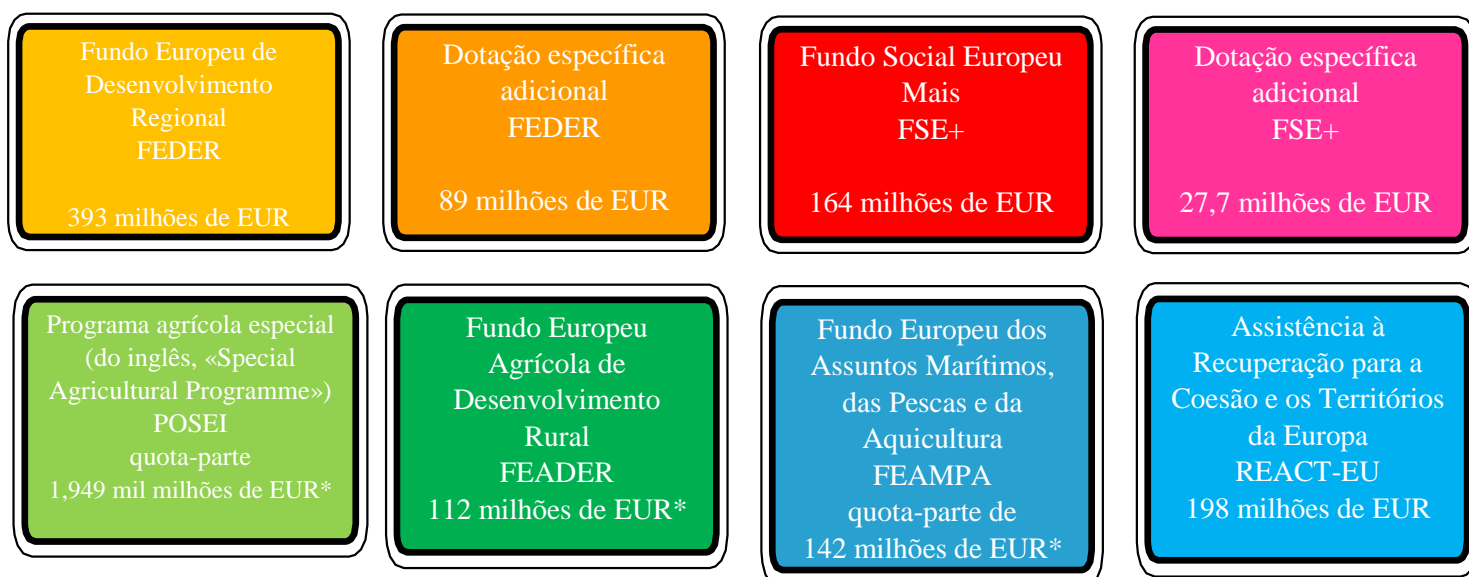 Fundo Europeu de
Desenvolvimento
Regional
FEDER
393 milhões de EUR
Dotação específica
adicional
FEDER
89 milhões de EUR
Fundo Social Europeu
Mais
FSE+
164 milhões de EUR
Dotação específica
adicional
FSE+
27,7 milhões de EUR
Programa agrícola especial
(do inglês, «Special
Agricultural Programme»)
POSEI
quota-parte
1,949 mil milhões de EUR*
Fundo Europeu
Agrícola de
Desenvolvimento
Rural
FEADER
112 milhões de EUR*
Fundo Europeu dos
Assuntos Marítimos,
das Pescas e da
Aquicultura
FEAMPA
quota-parte de
142 milhões de EUR*
Assistência à
Recuperação para a
Coesão e os Territórios
da Europa
REACT-EU
198 milhões de EUR